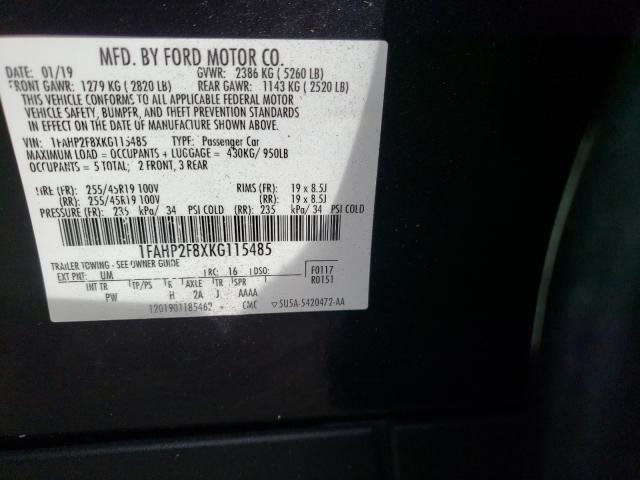 MFD. BY FORD MOTOR CO.
DATE: 01/19 GVWR: 2386 KG ( 5260 LB)
FRONT GAWR: 1279 KG ( 2820 LB) REAR GAWR: 1143 KG ( 2520 LB)
THIS VEHICLE CONFORMS TO ALL APPLICABLE FEDERAL MOTOR
VEHICLE SAFETY, BUMPER, AND THEFT PREVENTION STANDARDS
IN EFFECT ON THE DATE OF MANUFACTURE SHOWN ABOVE.
VIN: 1FAHP2F8XKG115485 TYPE: Passenger Car
MAXIMUM LOAD = OCCUPANTS + LUGGAGE = 430KG/ 950LB
OCCUPANTS = 5 TOTAL; 2 FRONT, 3 REAR
TIRE (FR): 255/45R19 100V RIMS (FR): 19 x 8.5J
(RR): 255/45R19 100V (RR): 19 x 8.5J
PRESSURE (FR) 235 kPa/ 34 PSI COLD (RR) 235 kPa/ 34 PSI COLD
1FAHP2F8XKG115485
TRAILER TOWING - SEE OWNER GUIDE
EXT PNT: UM RC: 16 DSO: F0117
R0151
INT TR TP/PS R AXLE TR SPR
PW H 2A J AAAA
1201901185462 CMC ▽5U5A-5420472-AA